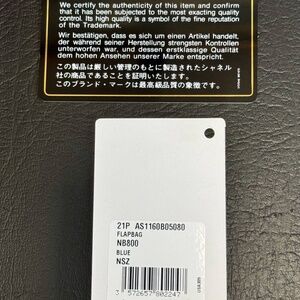 We certify the authenticity of this item and confirm
that it has been subjected to the most exacting quality
control. Its high quality is a symbol of the fine reputation
of the Trademark.
Wir bestätigen, dass es sich um einen Artikel handelt,
der während seiner Herstellung strengsten Kontrollen
unterworfen war, und dessen erstklassige Qualität
dem hohen Ansehen unserer Marke entspricht.
この製品は厳しい管理のもとに製造されたシャネル
社の商品であることを証明いたします。
このブランド・マークは最高級品質の象徴です。
21P AS1160B05080
FLAPBAG
NB800
BLUE
NSZ
3 572657 802247